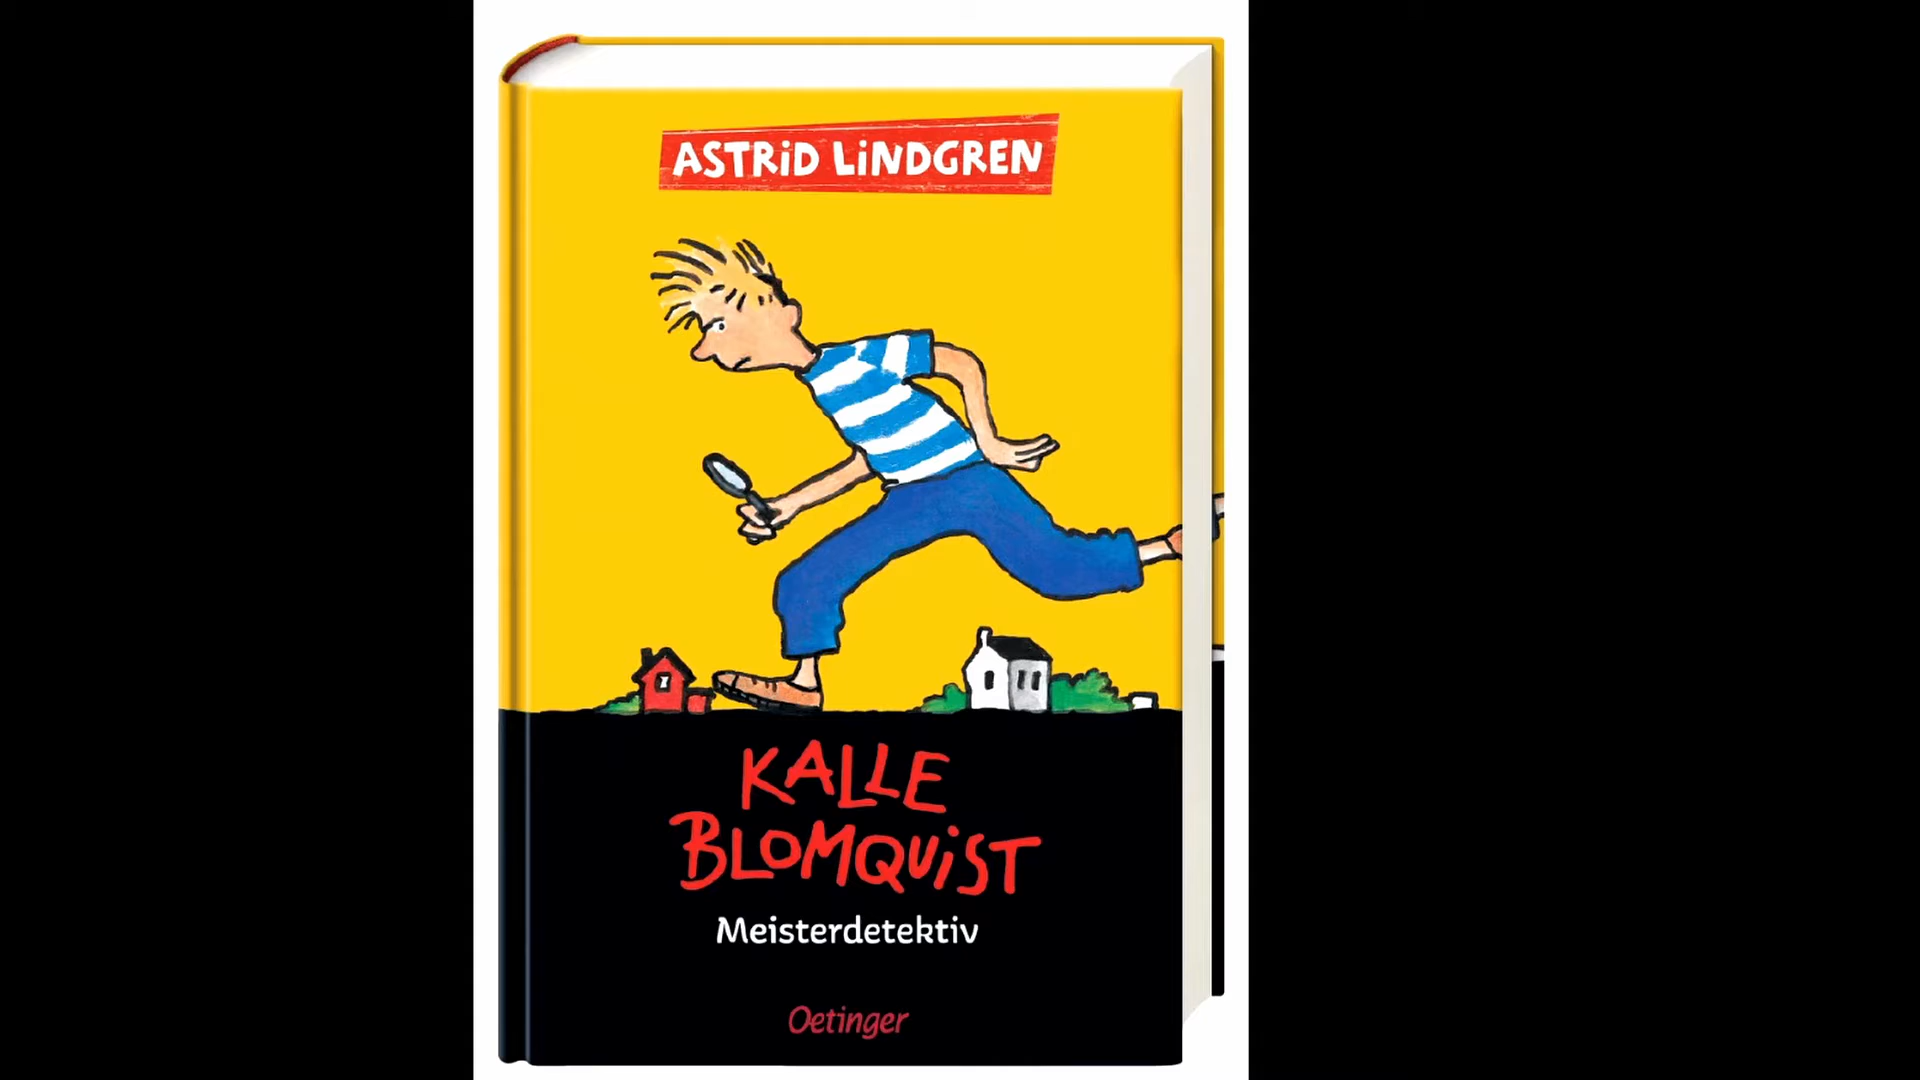 ASTRID LINDGREN
KALLE
BLOMQUIST
Meisterdetektiv
Oetinger